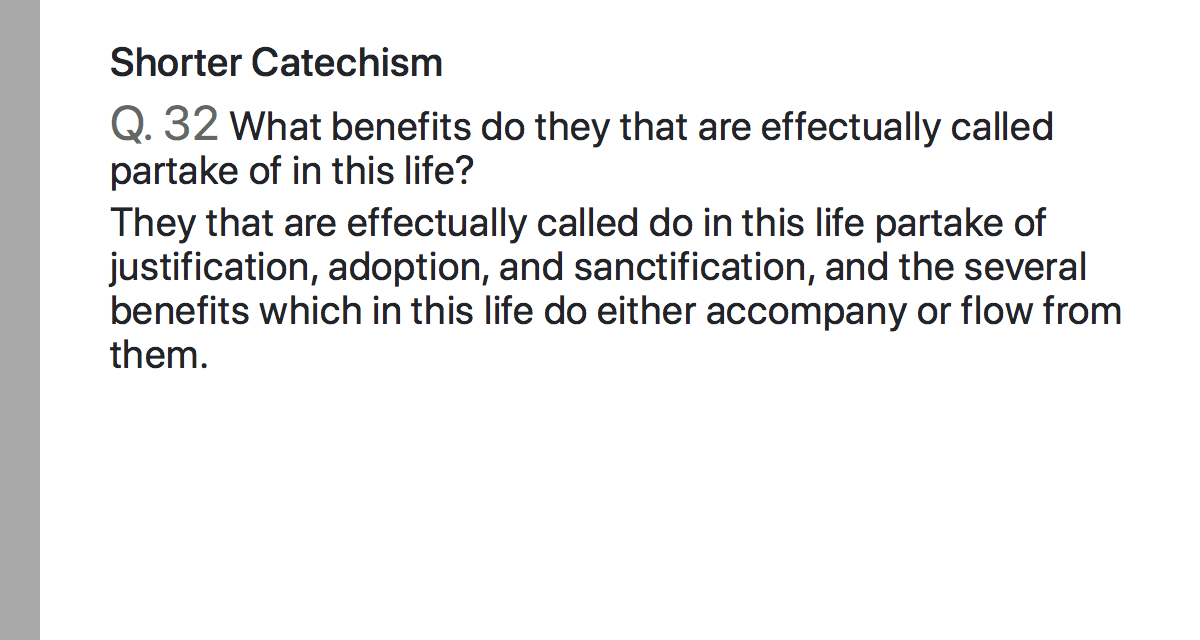 Shorter Catechism
Q. 32 What benefits do they that are effectually called
partake of in this life?
They that are effectually called do in this life partake of
justification, adoption, and sanctification, and the several
benefits which in this life do either accompany or flow from
them.